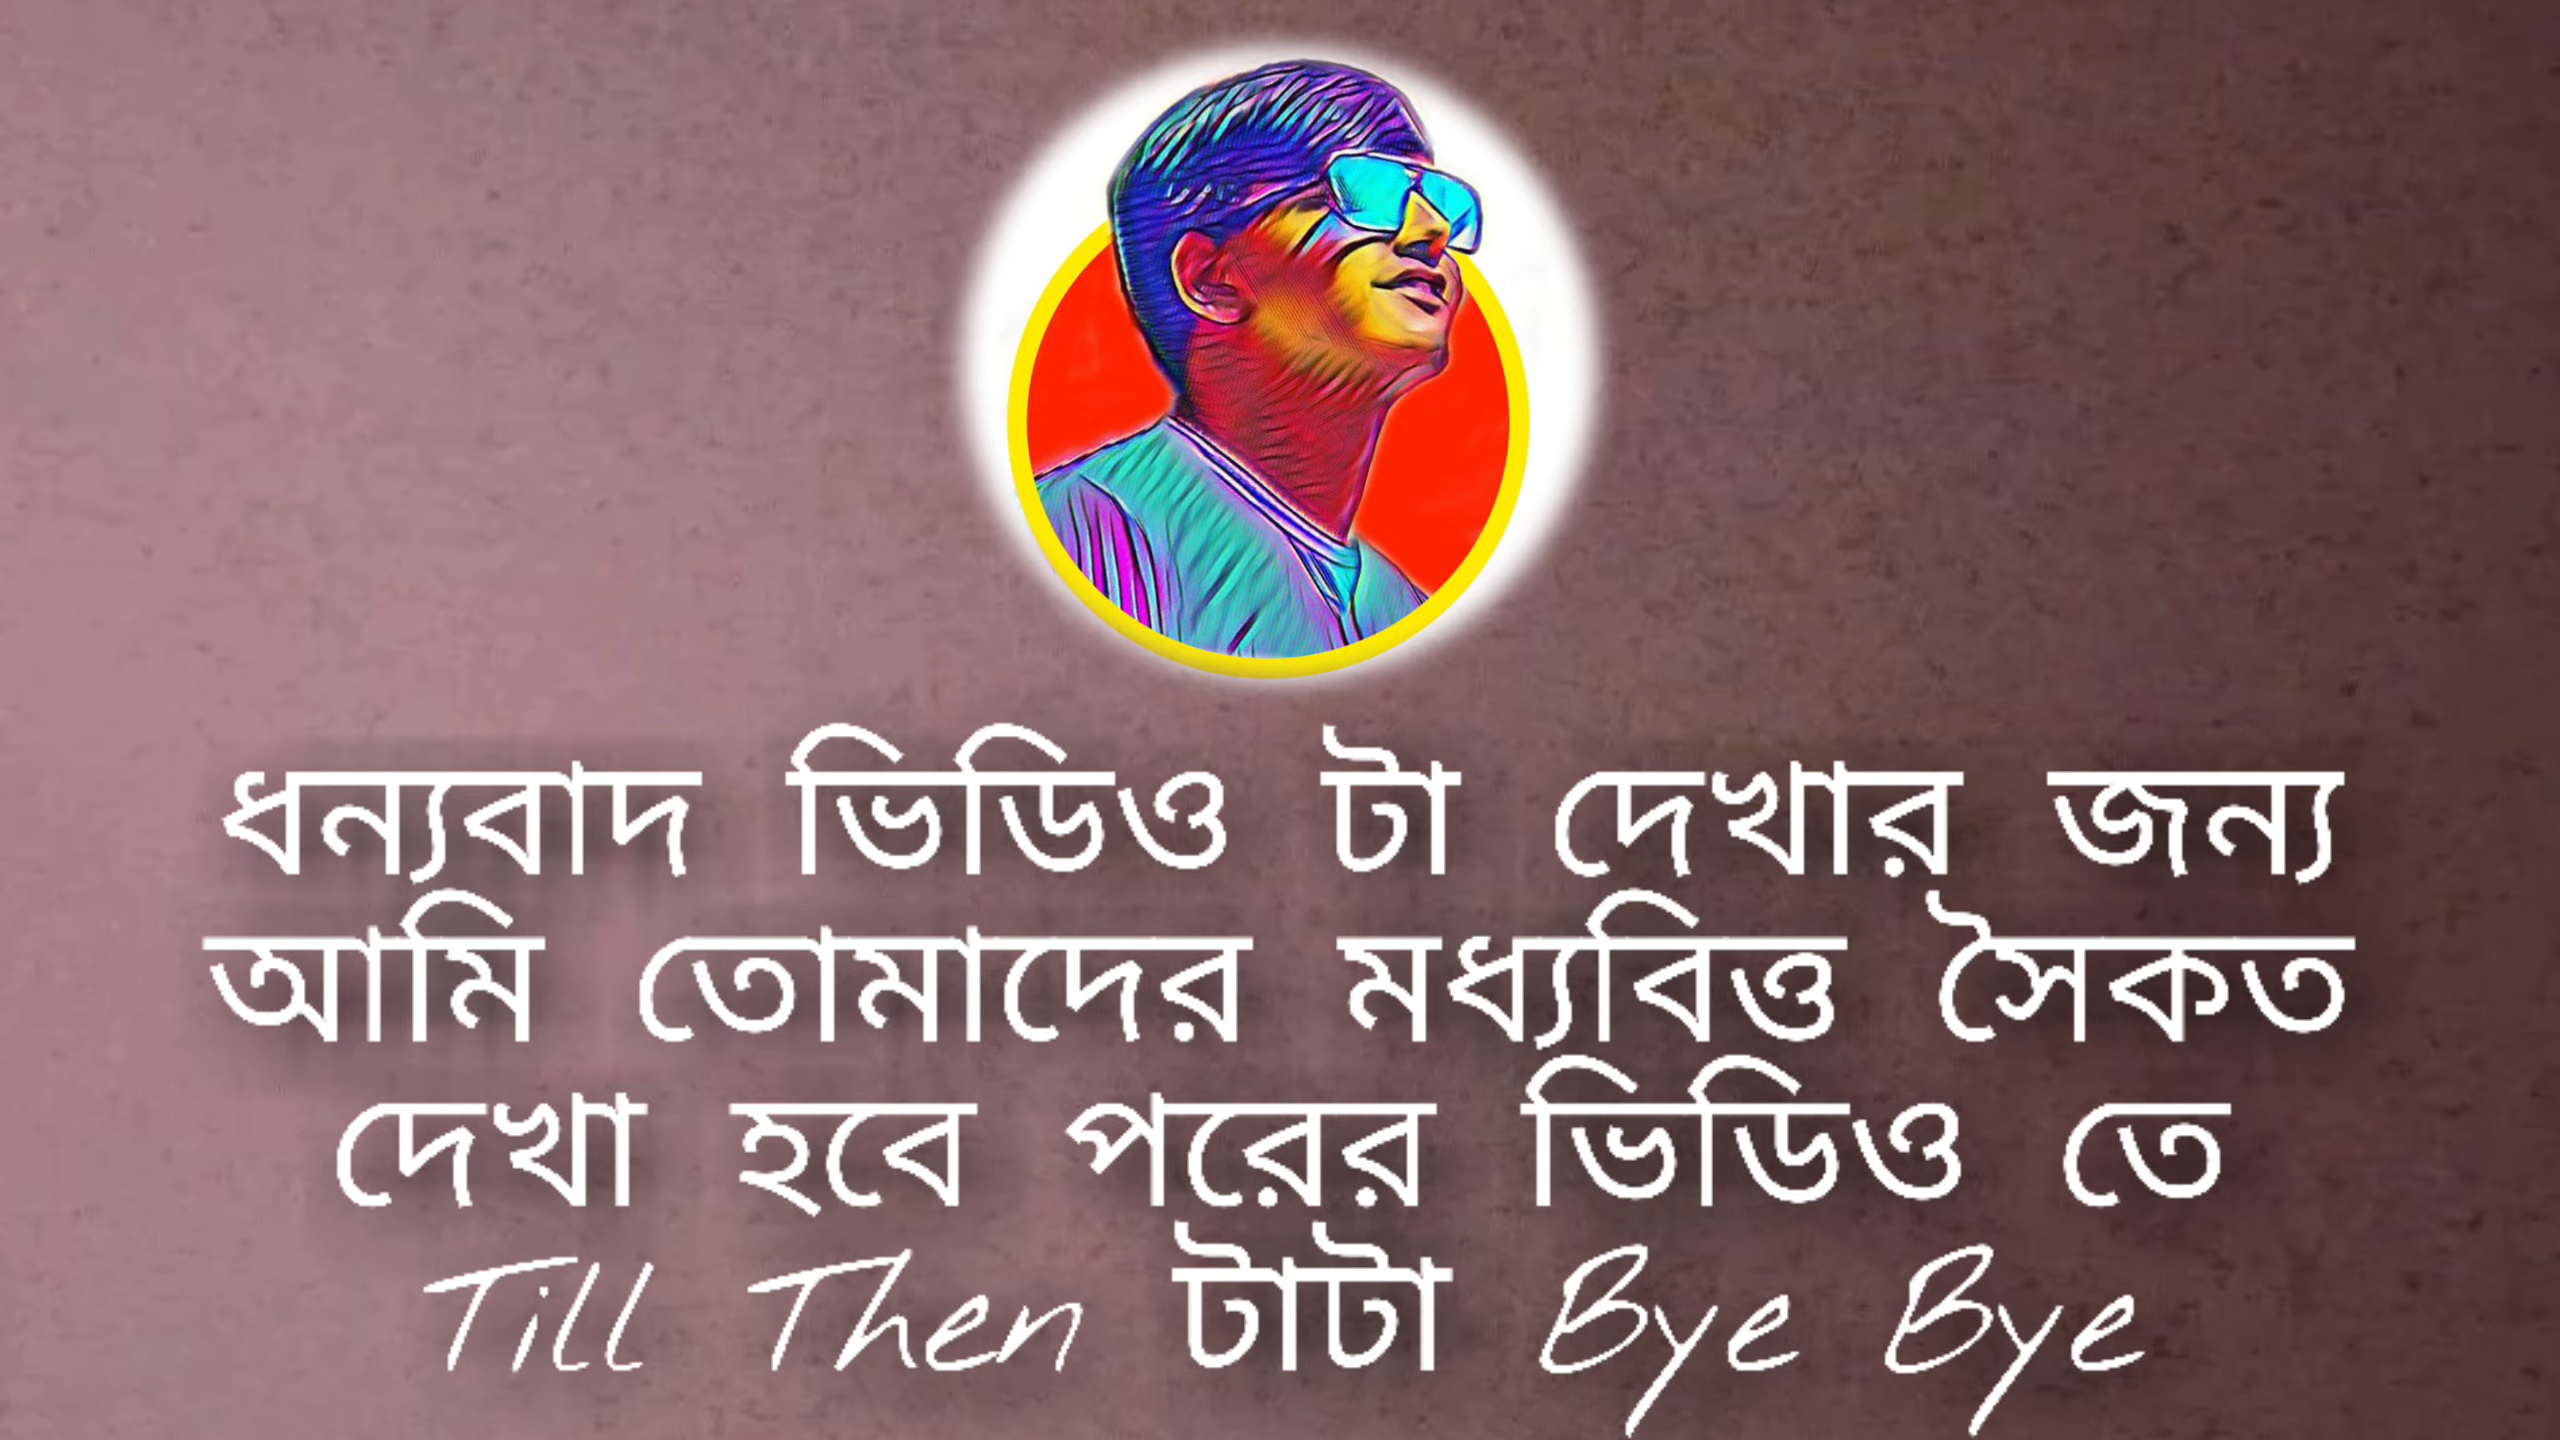 ধন্যবাদ ভিডিও টা দেখার জন্য
আমি তোমাদের মধ্যবিত্ত সৈকত
দেখা হবে পরের ভিডিও তে
Till Then টাটা Bye Bye